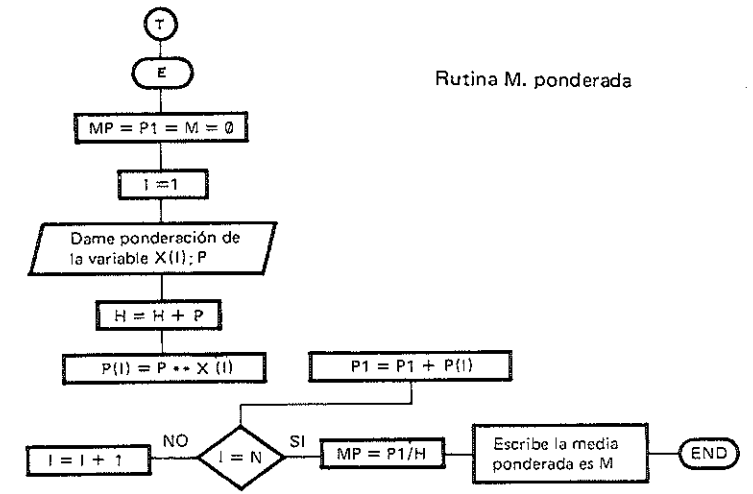 T
E
Rutina M. ponderada
MP = P1 = M = Ø
I = 1
Dame ponderación de
la variable X(I); P
H = H + P
P(I) = P ** X (I)
P1 = P1 + P(I)
I = I + 1
NO
I = N
SI
MP = P1/H
Escribe la media
ponderada es M
END